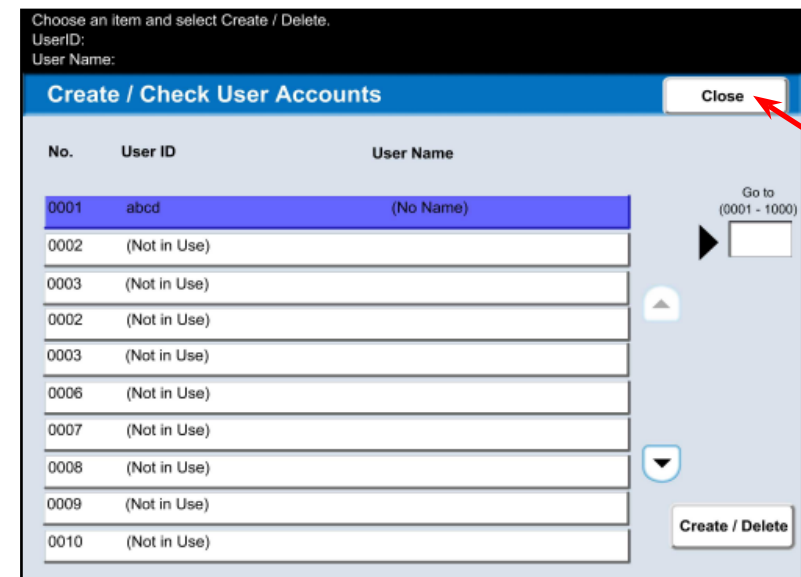 Choose an item and select Create / Delete.
UserID:
User Name:
Create / Check User Accounts
Close
No. User ID User Name
Go to
(0001 - 1000)
0001 abcd (No Name)
0002 (Not in Use)
0003 (Not in Use)
0002 (Not in Use)
0003 (Not in Use)
0006 (Not in Use)
0007 (Not in Use)
0008 (Not in Use)
0009 (Not in Use)
0010 (Not in Use)
Create / Delete